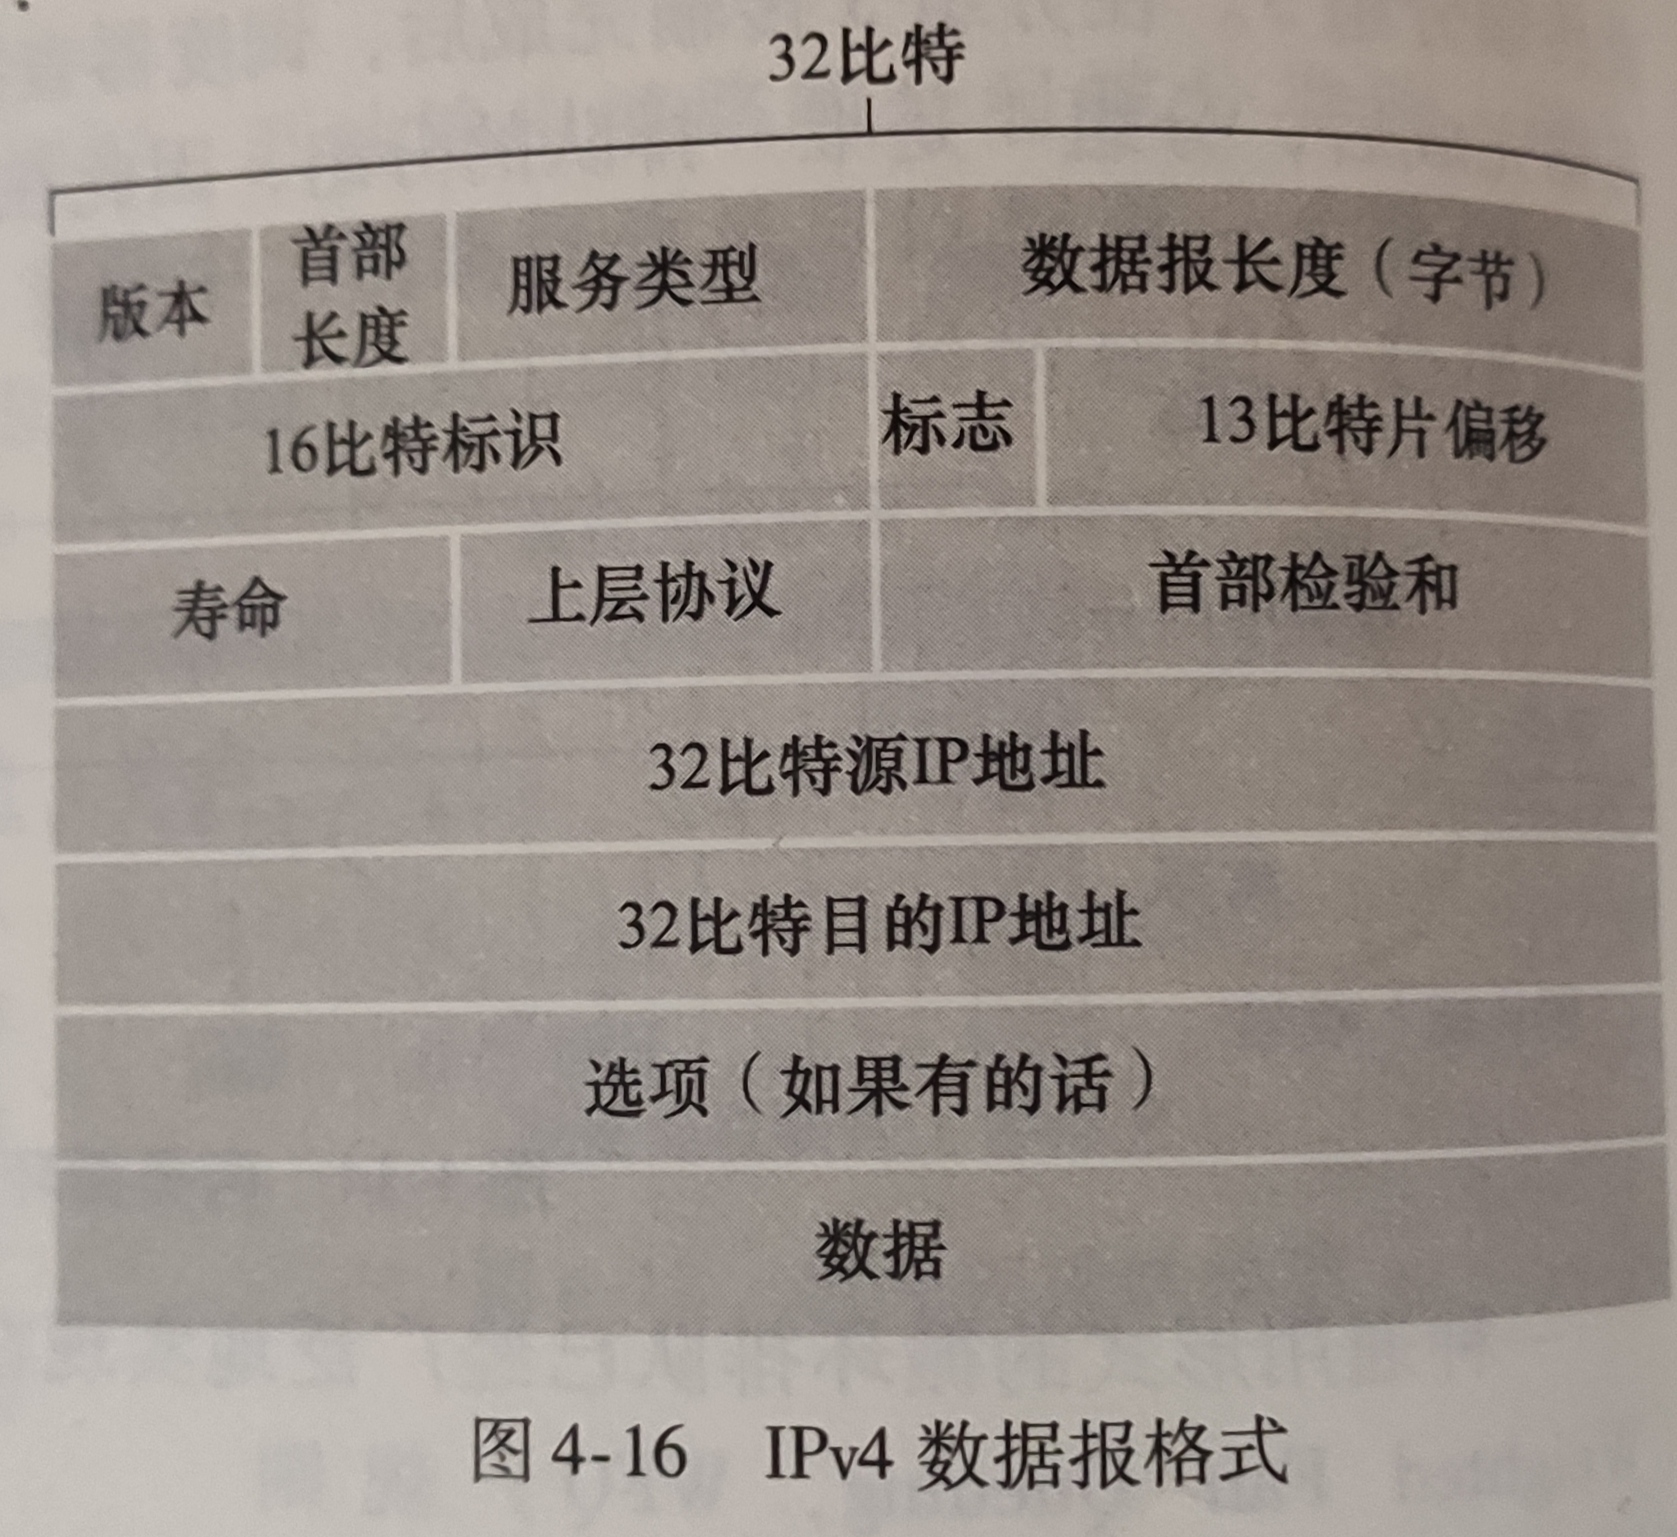 32比特
版本 首部长度 服务类型 数据报长度（字节）
16比特标识 标志 13比特片偏移
寿命 上层协议 首部检验和
32比特源IP地址
32比特目的IP地址
选项（如果有的话）
数据
图 4-16 IPv4 数据报格式